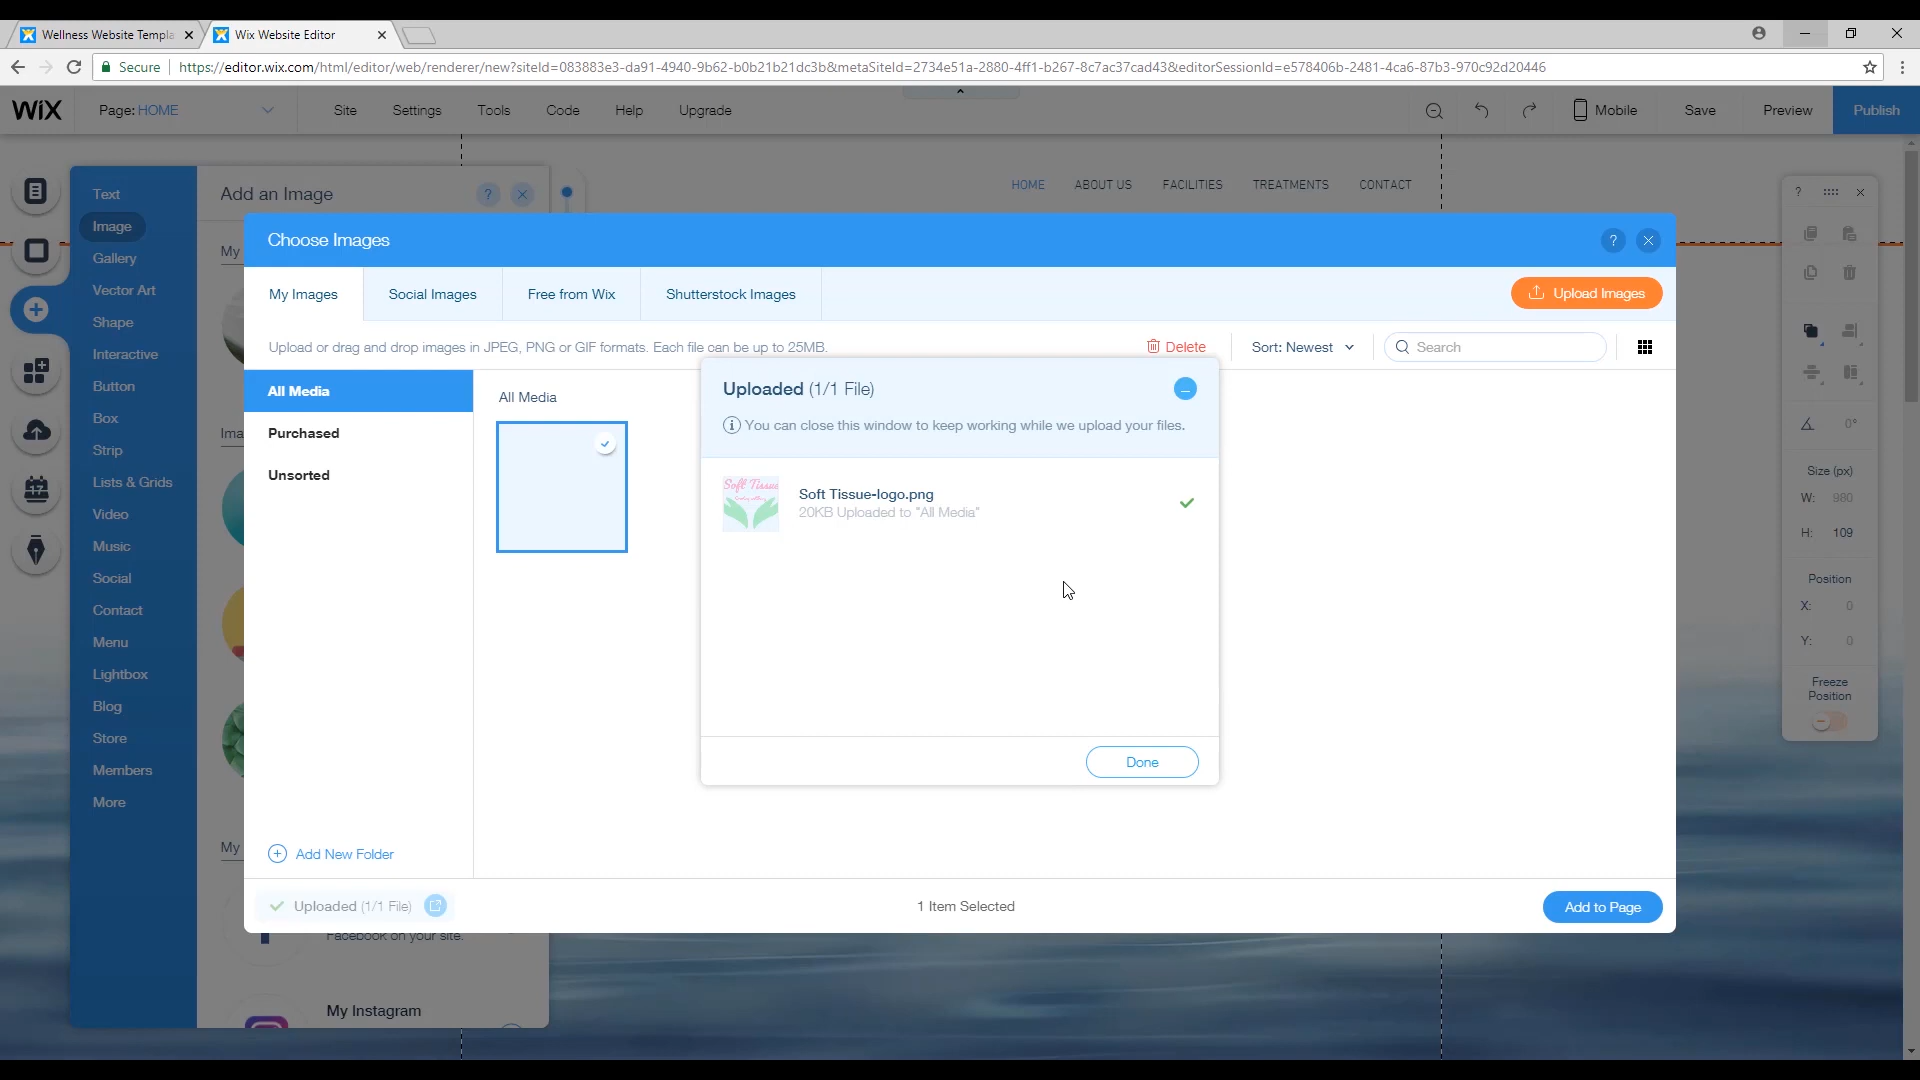 Wellness Website Templa
Wix Website Editor
Secure
https://editor.wix.com/html/editor/web/renderer/new?siteId=083883e3-da91-4940-9b62-b0b21b21dc3b&metaSiteId=2734e51a-2880-4ff1-b267-8c7ac37cad43&editorSessionId=e578406b-2481-4ca6-87b3-970c92d20446
WiX
Page: HOME
Site
Settings
Tools
Code
Help
Upgrade
Mobile
Save
Preview
Publish
HOME
ABOUT US
FACILITIES
TREATMENTS
CONTACT
Text
Image
Gallery
Vector Art
Shape
Interactive
Button
Box
Strip
Lists & Grids
Video
Music
Social
Contact
Menu
Lightbox
Blog
Store
Members
More
17
Add an Image
?
My
Ima
My
Facebook on your site.
My Instagram
Choose Images
?
My Images
Social Images
Free from Wix
Shutterstock Images
Upload Images
Upload or drag and drop images in JPEG, PNG or GIF formats. Each file can be up to 25MB.
Delete
Sort: Newest
Search
All Media
Purchased
Unsorted
Add New Folder
All Media
Uploaded (1/1 File)
You can close this window to keep working while we upload your files.
Soft Tissue
Soft Tissue-logo.png
20KB Uploaded to "All Media"
Done
Uploaded (1/1 File)
1 Item Selected
Add to Page
?
0°
Size (px)
W: 980
H: 109
Position
X: 0
Y: 0
Freeze
Position